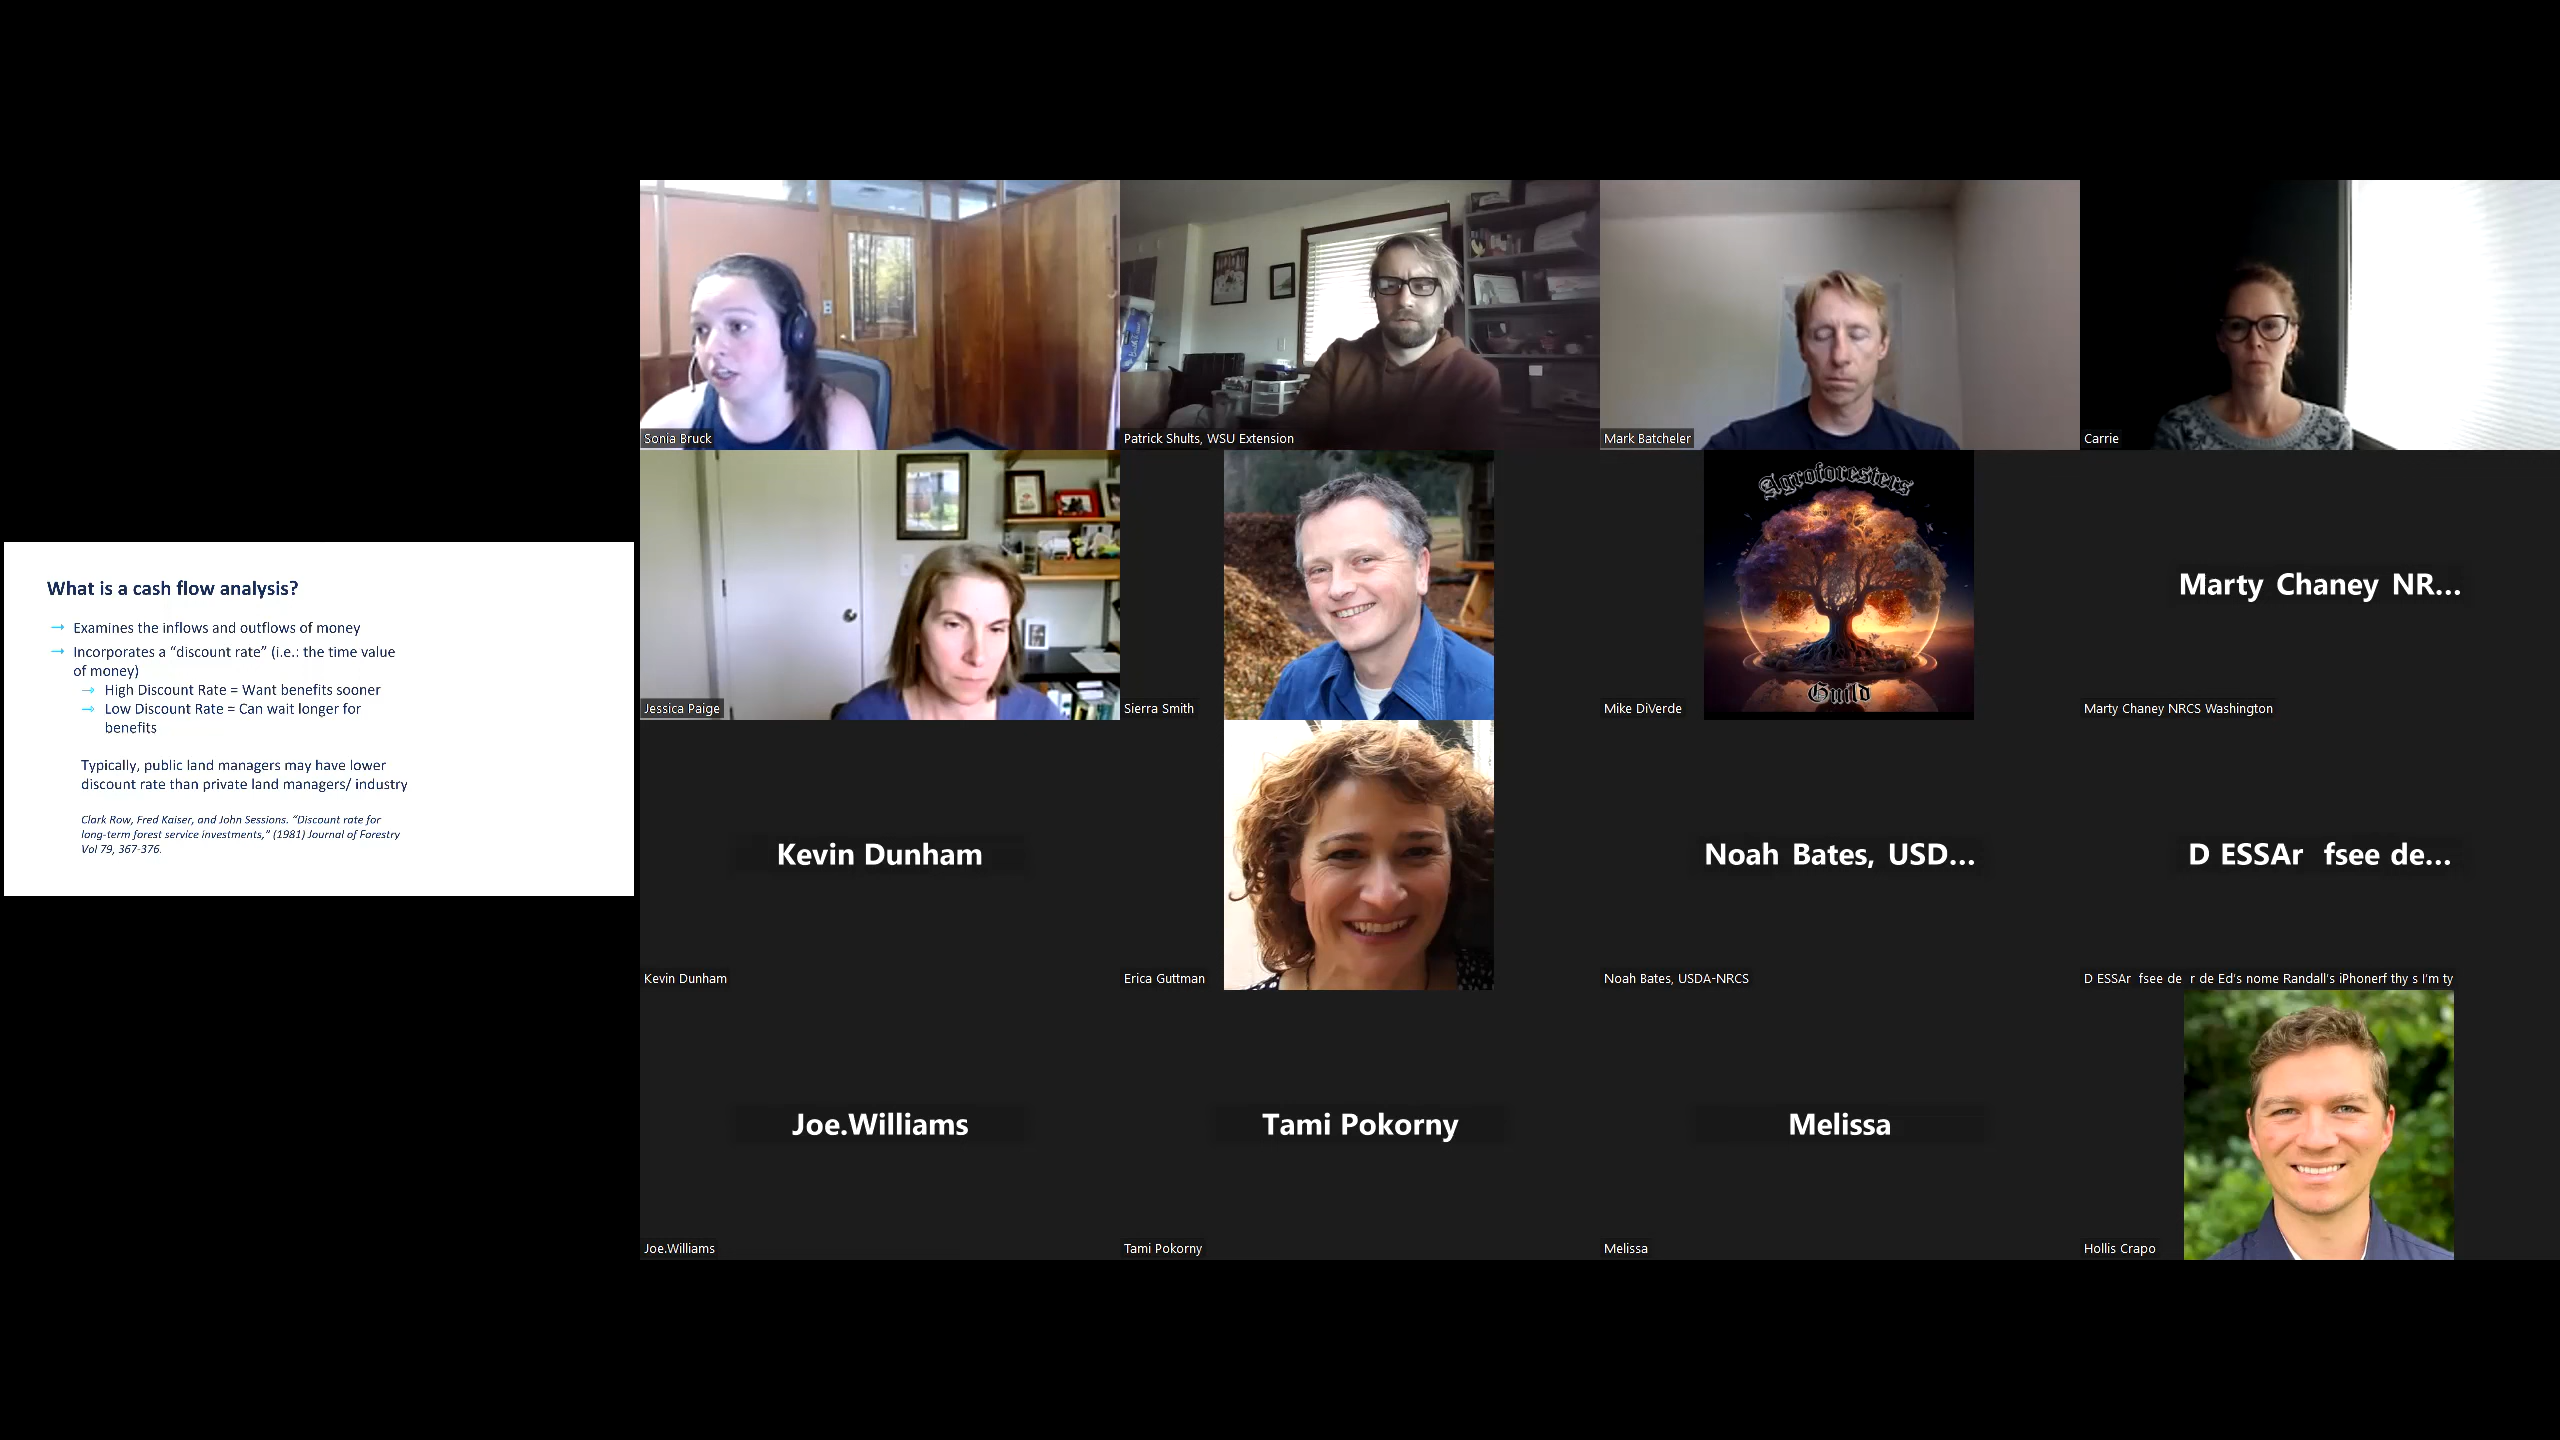 What is a cash flow analysis?
→ Examines the inflows and outflows of money
→ Incorporates a “discount rate” (i.e.: the time value
of money)
→ High Discount Rate = Want benefits sooner
→ Low Discount Rate = Can wait longer for
benefits
Typically, public land managers may have lower
discount rate than private land managers/ industry
Clark Row, Fred Kaiser, and John Sessions. “Discount rate for
long-term forest service investments,” (1981) Journal of Forestry
Vol 79, 367-376.
Sonia Bruck
Patrick Shults, WSU Extension
Mark Batcheler
Carrie
Jessica Paige
Sierra Smith
Agroforesters
Guild
Mike DiVerde
Marty Chaney NR...
Marty Chaney NRCS Washington
Kevin Dunham
Kevin Dunham
Erica Guttman
Noah Bates, USD...
Noah Bates, USDA-NRCS
D ESSAr  fsee de...
D ESSAr  fsee de  r de Ed's nome Randall's iPhonerf thy s I'm ty
Joe.Williams
Joe.Williams
Tami Pokorny
Tami Pokorny
Melissa
Melissa
Hollis Crapo